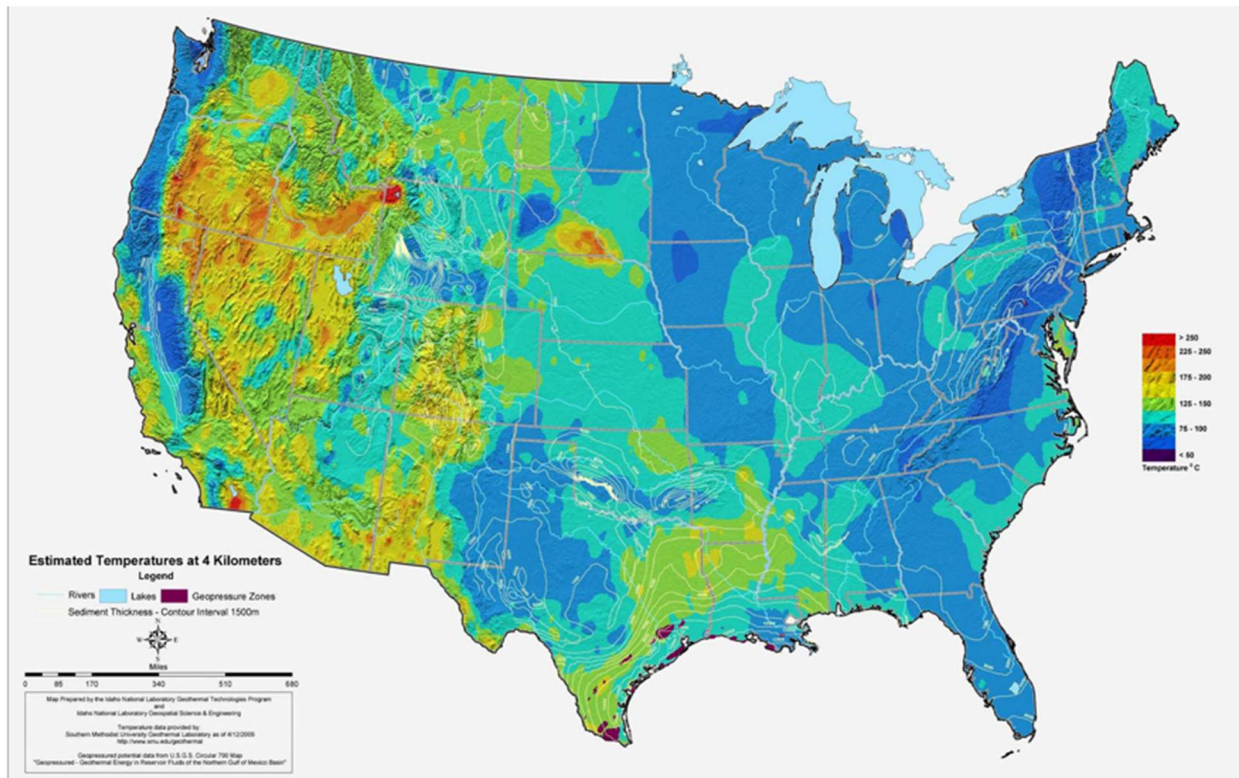 > 250
225 - 250
175 - 200
125 - 150
75 - 100
< 50
Temperature ° C
Estimated Temperatures at 4 Kilometers
Legend
Rivers Lakes Geopressure Zones
Sediment Thickness - Contour Interval 1500m
N
W E
S
Miles
0 85 170 340 510 680
Map Prepared by the Idaho National Laboratory Geothermal Technologies Program
and
Idaho National Laboratory Geospatial Science & Engineering
Temperature data provided by:
Southern Methodist University Geothermal Laboratory as of 4/12/2005
http://www.smu.edu/geothermal
Geopressured potential data from U.S.G.S. Circular 790 Map
"Geopressured - Geothermal Energy in Reservoir Fluids of the Northern Gulf of Mexico Basin"